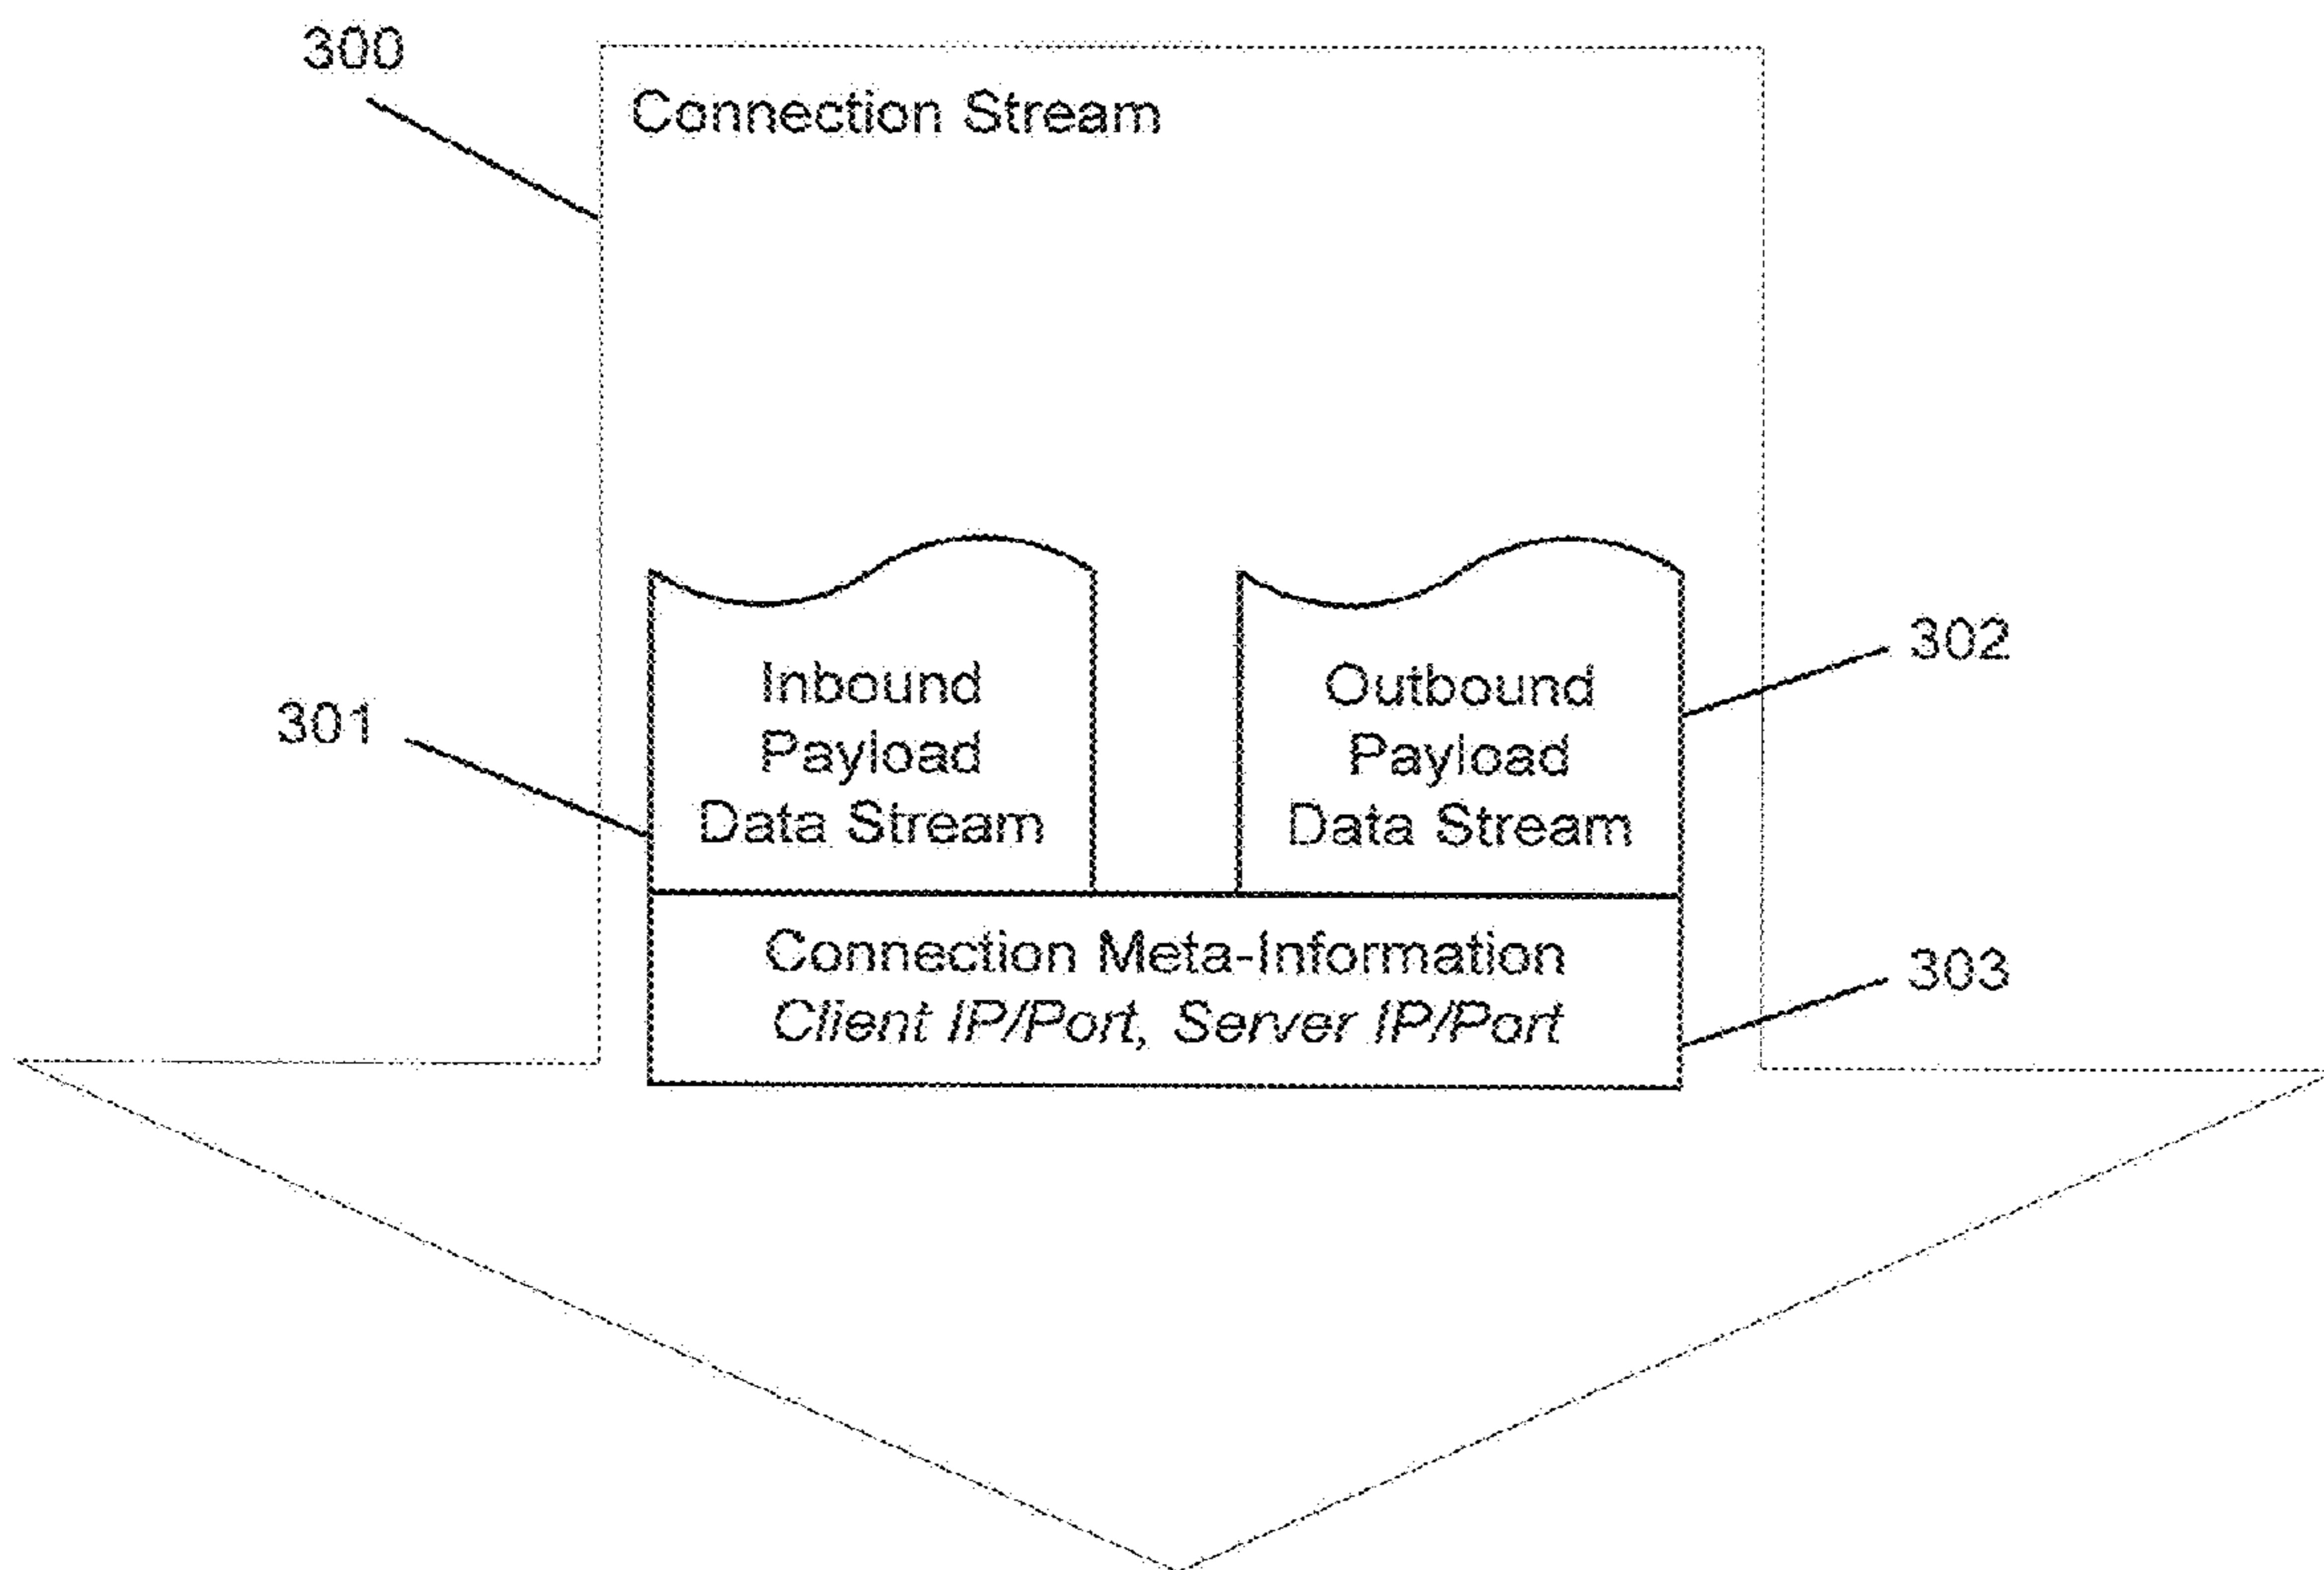 300
Connection Stream
301
Inbound
Payload
Data Stream
Outbound
Payload
Data Stream
302
Connection Meta-Information
Client IP/Port, Server IP/Port
303